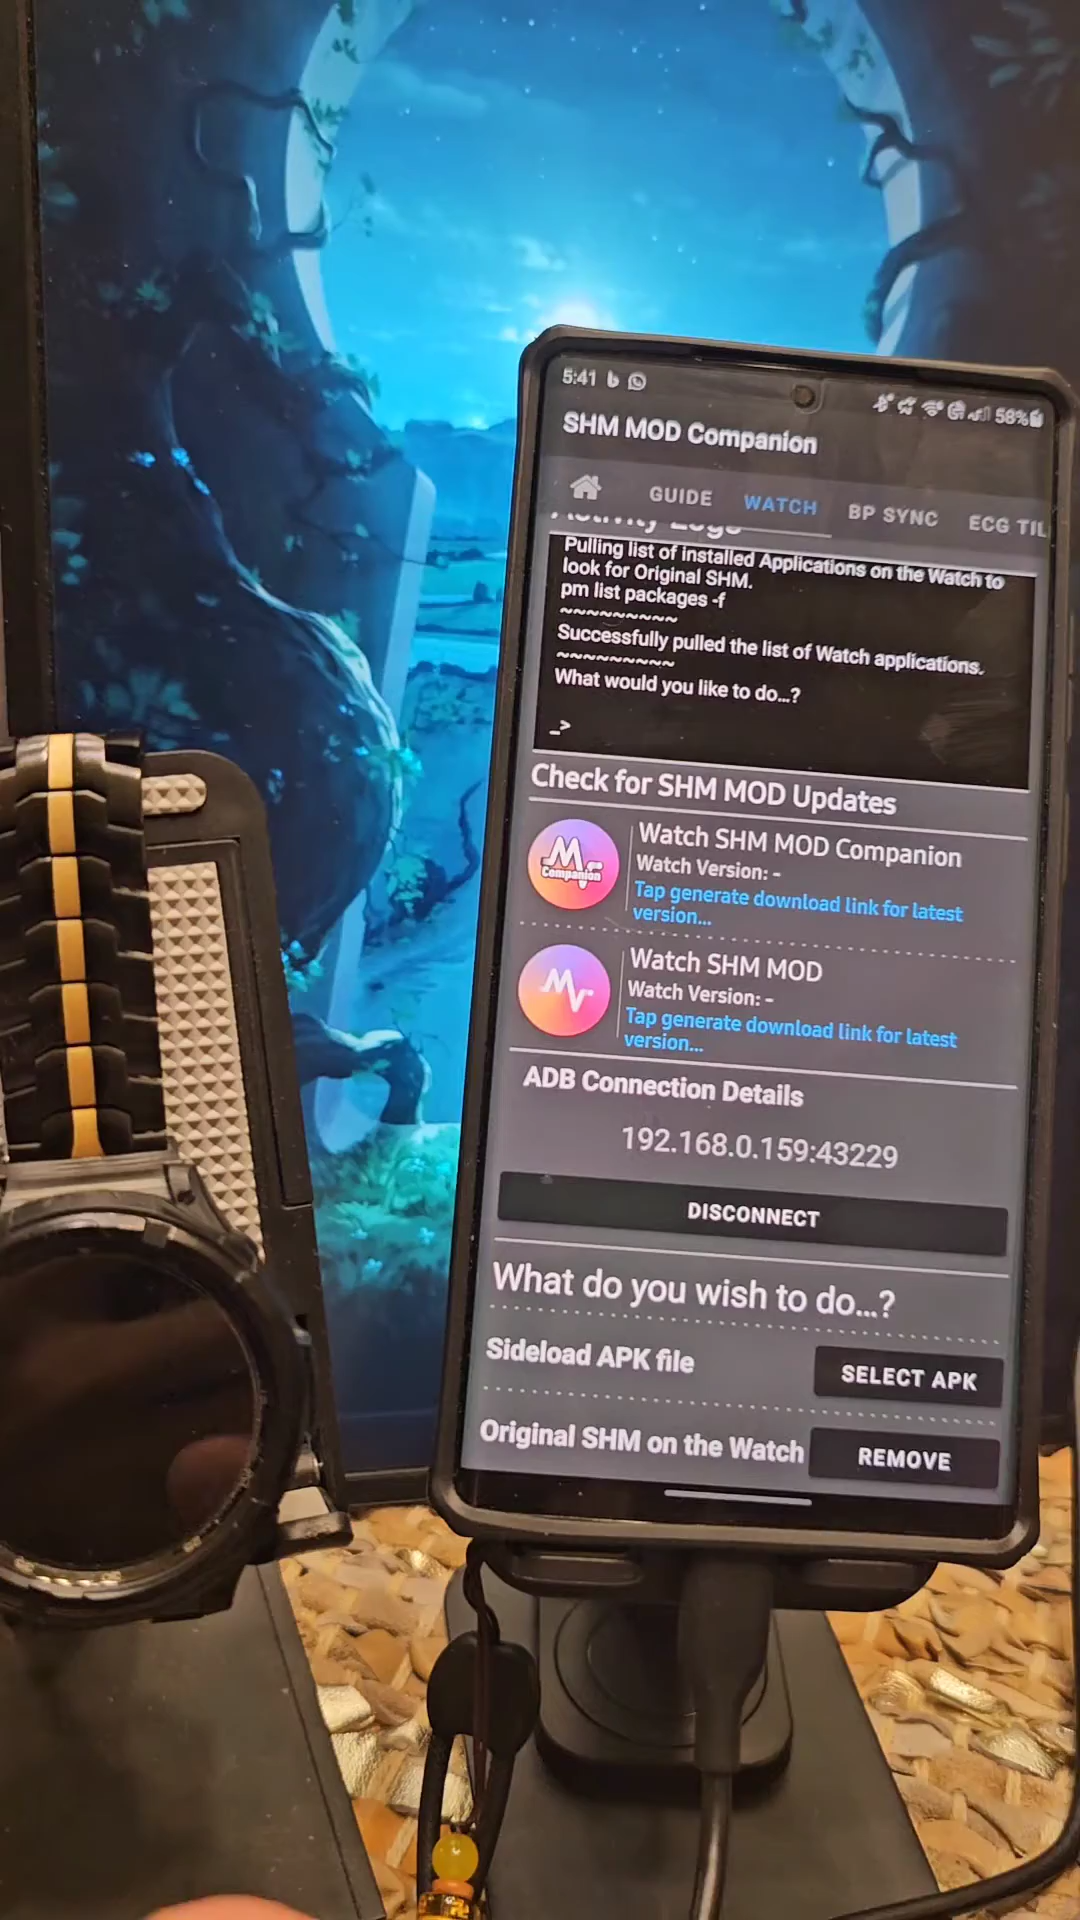 5:41
58%
SHM MOD Companion
GUIDE
WATCH
BP SYNC
ECG TIL
Activity Logs
Pulling list of installed Applications on the Watch to
look for Original SHM.
pm list packages -f
~~~~~~~~~
Successfully pulled the list of Watch applications.
~~~~~~~~~
What would you like to do...?
_>
Check for SHM MOD Updates
Companion
Watch SHM MOD Companion
Watch Version: -
Tap generate download link for latest
version...
Watch SHM MOD
Watch Version: -
Tap generate download link for latest
version...
ADB Connection Details
192.168.0.159:43229
DISCONNECT
What do you wish to do...?
Sideload APK file
SELECT APK
Original SHM on the Watch
REMOVE